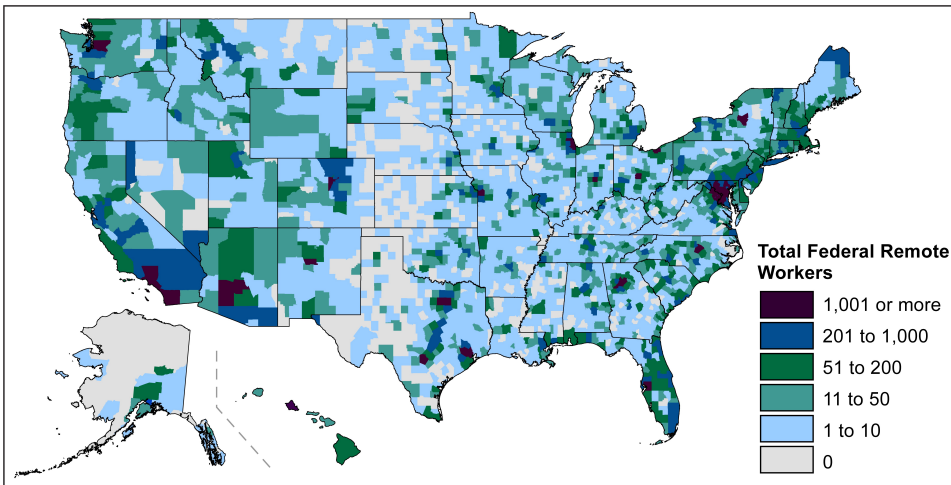 Total Federal Remote
Workers
1,001 or more
201 to 1,000
51 to 200
11 to 50
1 to 10
0